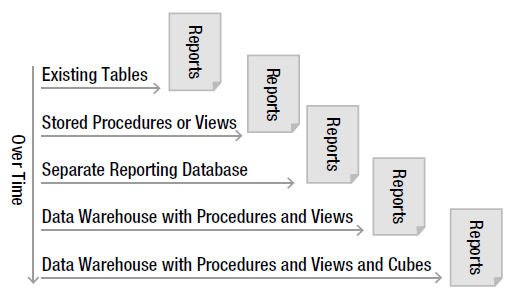 Reports
Existing Tables
Reports
Stored Procedures or Views
Reports
Separate Reporting Database
Reports
Data Warehouse with Procedures and Views
Reports
Data Warehouse with Procedures and Views and Cubes
Over Time